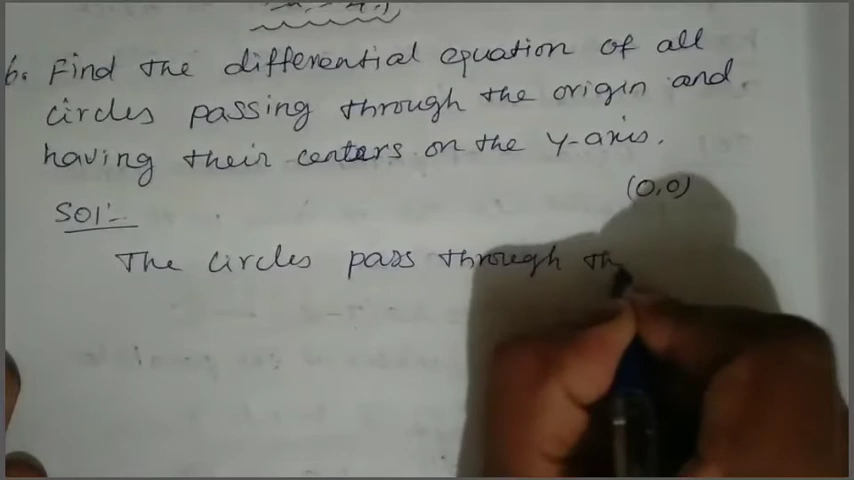 6. Find the differential equation of all
circles passing through the origin and
having their centers on the Y-axis.
(0,0)
Sol:-
The circles pass through th